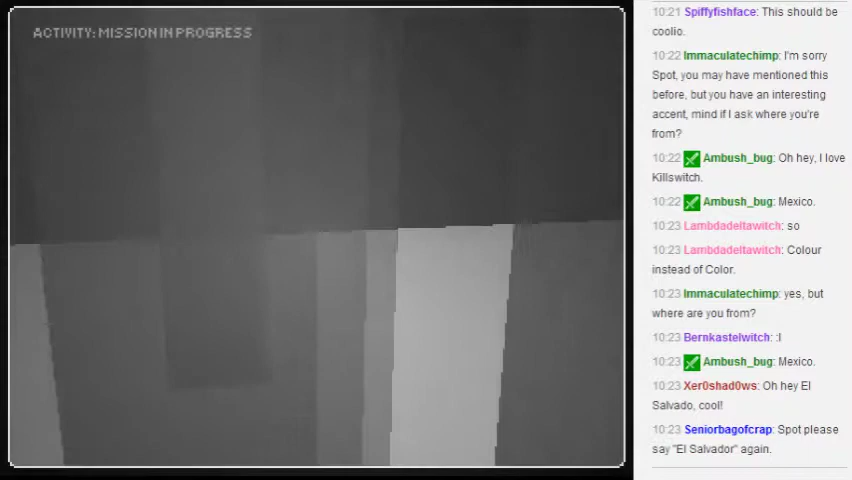 ACTIVITY: MISSION IN PROGRESS
10:21 Spiffyfishface: This should be
coolio.
10:22 Immaculatechimp: I'm sorry
Spot, you may have mentioned this
before, but you have an interesting
accent, mind if I ask where you're
from?
10:22 Ambush_bug: Oh hey, I love
Killswitch.
10:22 Ambush_bug: Mexico.
10:23 Lambdadeltawitch: so
10:23 Lambdadeltawitch: Colour
instead of Color.
10:23 Immaculatechimp: yes, but
where are you from?
10:23 Bernkastelwitch: :I
10:23 Ambush_bug: Mexico.
10:23 Xer0shad0ws: Oh hey El
Salvado, cool!
10:23 Seniorbagofcrap: Spot please
say "El Salvador" again.